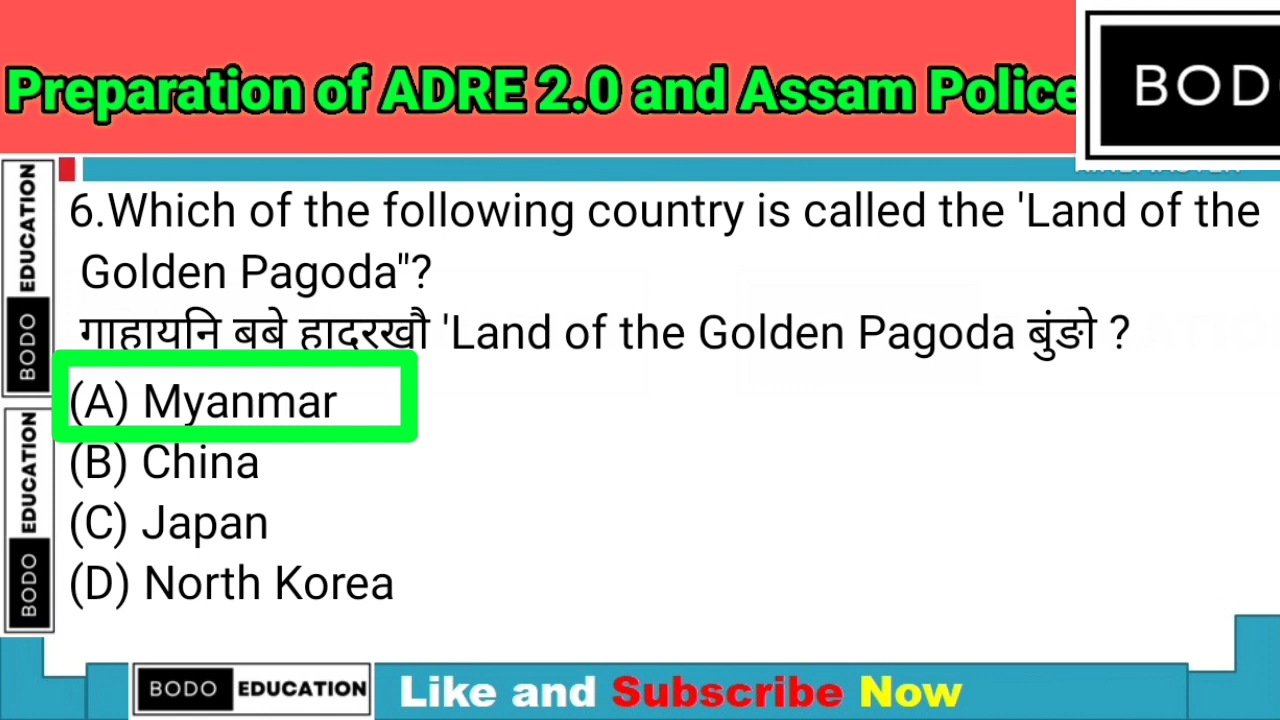 Preparation of ADRE 2.0 and Assam Police
BOD
EDUCATION
BODO
6.Which of the following country is called the 'Land of the
Golden Pagoda"?
गाहायनि बबे हादरखौ 'Land of the Golden Pagoda बुंङो ?
(A) Myanmar
(B) China
(C) Japan
(D) North Korea
EDUCATION
BODO
BODO EDUCATION
Like and Subscribe Now